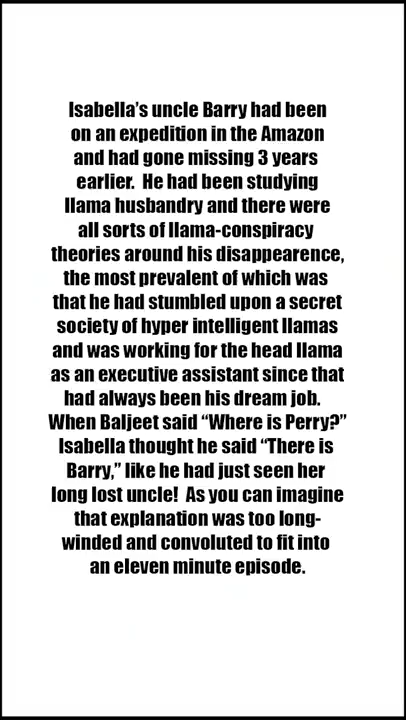 Isabella’s uncle Barry had been
on an expedition in the Amazon
and had gone missing 3 years
earlier. He had been studying
llama husbandry and there were
all sorts of llama-conspiracy
theories around his disappearence,
the most prevalent of which was
that he had stumbled upon a secret
society of hyper intelligent llamas
and was working for the head llama
as an executive assistant since that
had always been his dream job.
When Baljeet said “Where is Perry?”
Isabella thought he said “There is
Barry,” like he had just seen her
long lost uncle! As you can imagine
that explanation was too long-
winded and convoluted to fit into
an eleven minute episode.